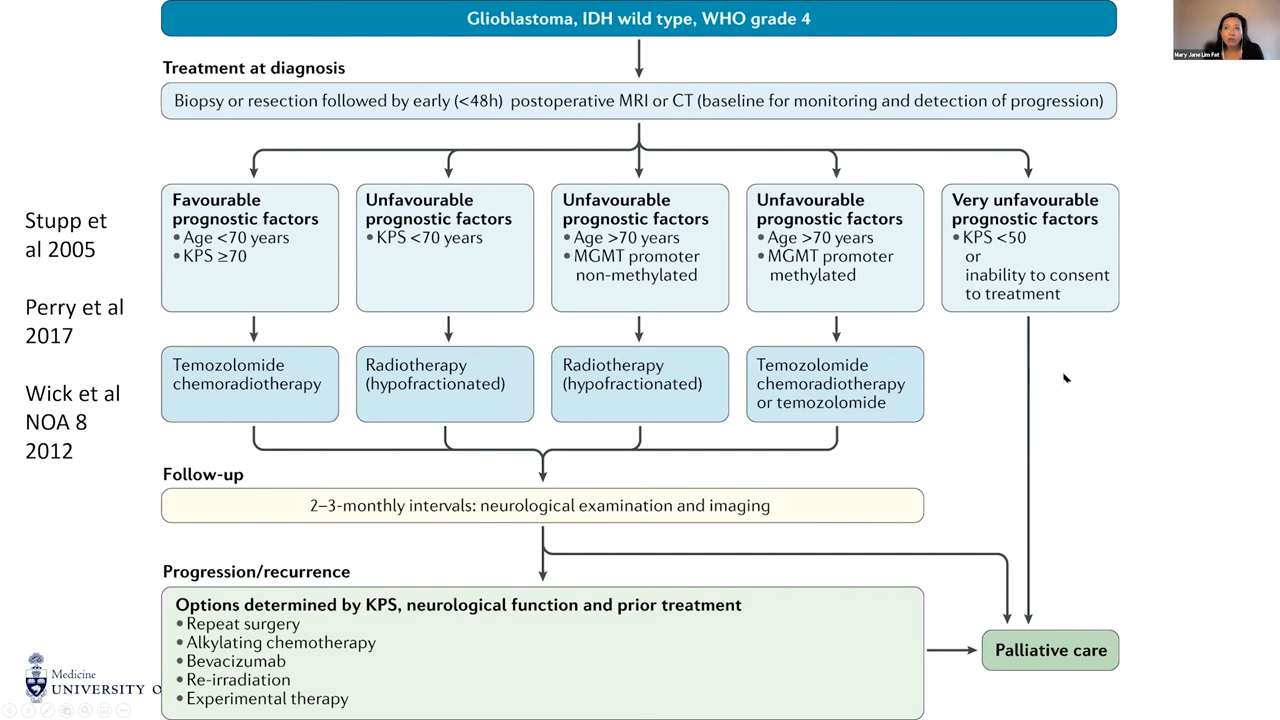 Glioblastoma, IDH wild type, WHO grade 4
Mary Jane Lim Fat
Treatment at diagnosis
Biopsy or resection followed by early (<48h) postoperative MRI or CT (baseline for monitoring and detection of progression)
Stupp et
al 2005
Perry et al
2017
Wick et al
NOA 8
2012
Favourable
prognostic factors
• Age <70 years
• KPS ≥70
Unfavourable
prognostic factors
• KPS <70 years
Unfavourable
prognostic factors
• Age >70 years
• MGMT promoter
non-methylated
Unfavourable
prognostic factors
• Age >70 years
• MGMT promoter
methylated
Very unfavourable
prognostic factors
• KPS <50
or
inability to consent
to treatment
Temozolomide
chemoradiotherapy
Radiotherapy
(hypofractionated)
Radiotherapy
(hypofractionated)
Temozolomide
chemoradiotherapy
or temozolomide
Follow-up
2–3-monthly intervals: neurological examination and imaging
Progression/recurrence
Options determined by KPS, neurological function and prior treatment
• Repeat surgery
• Alkylating chemotherapy
• Bevacizumab
• Re-irradiation
• Experimental therapy
Palliative care
Medicine
UNIVERSITY O